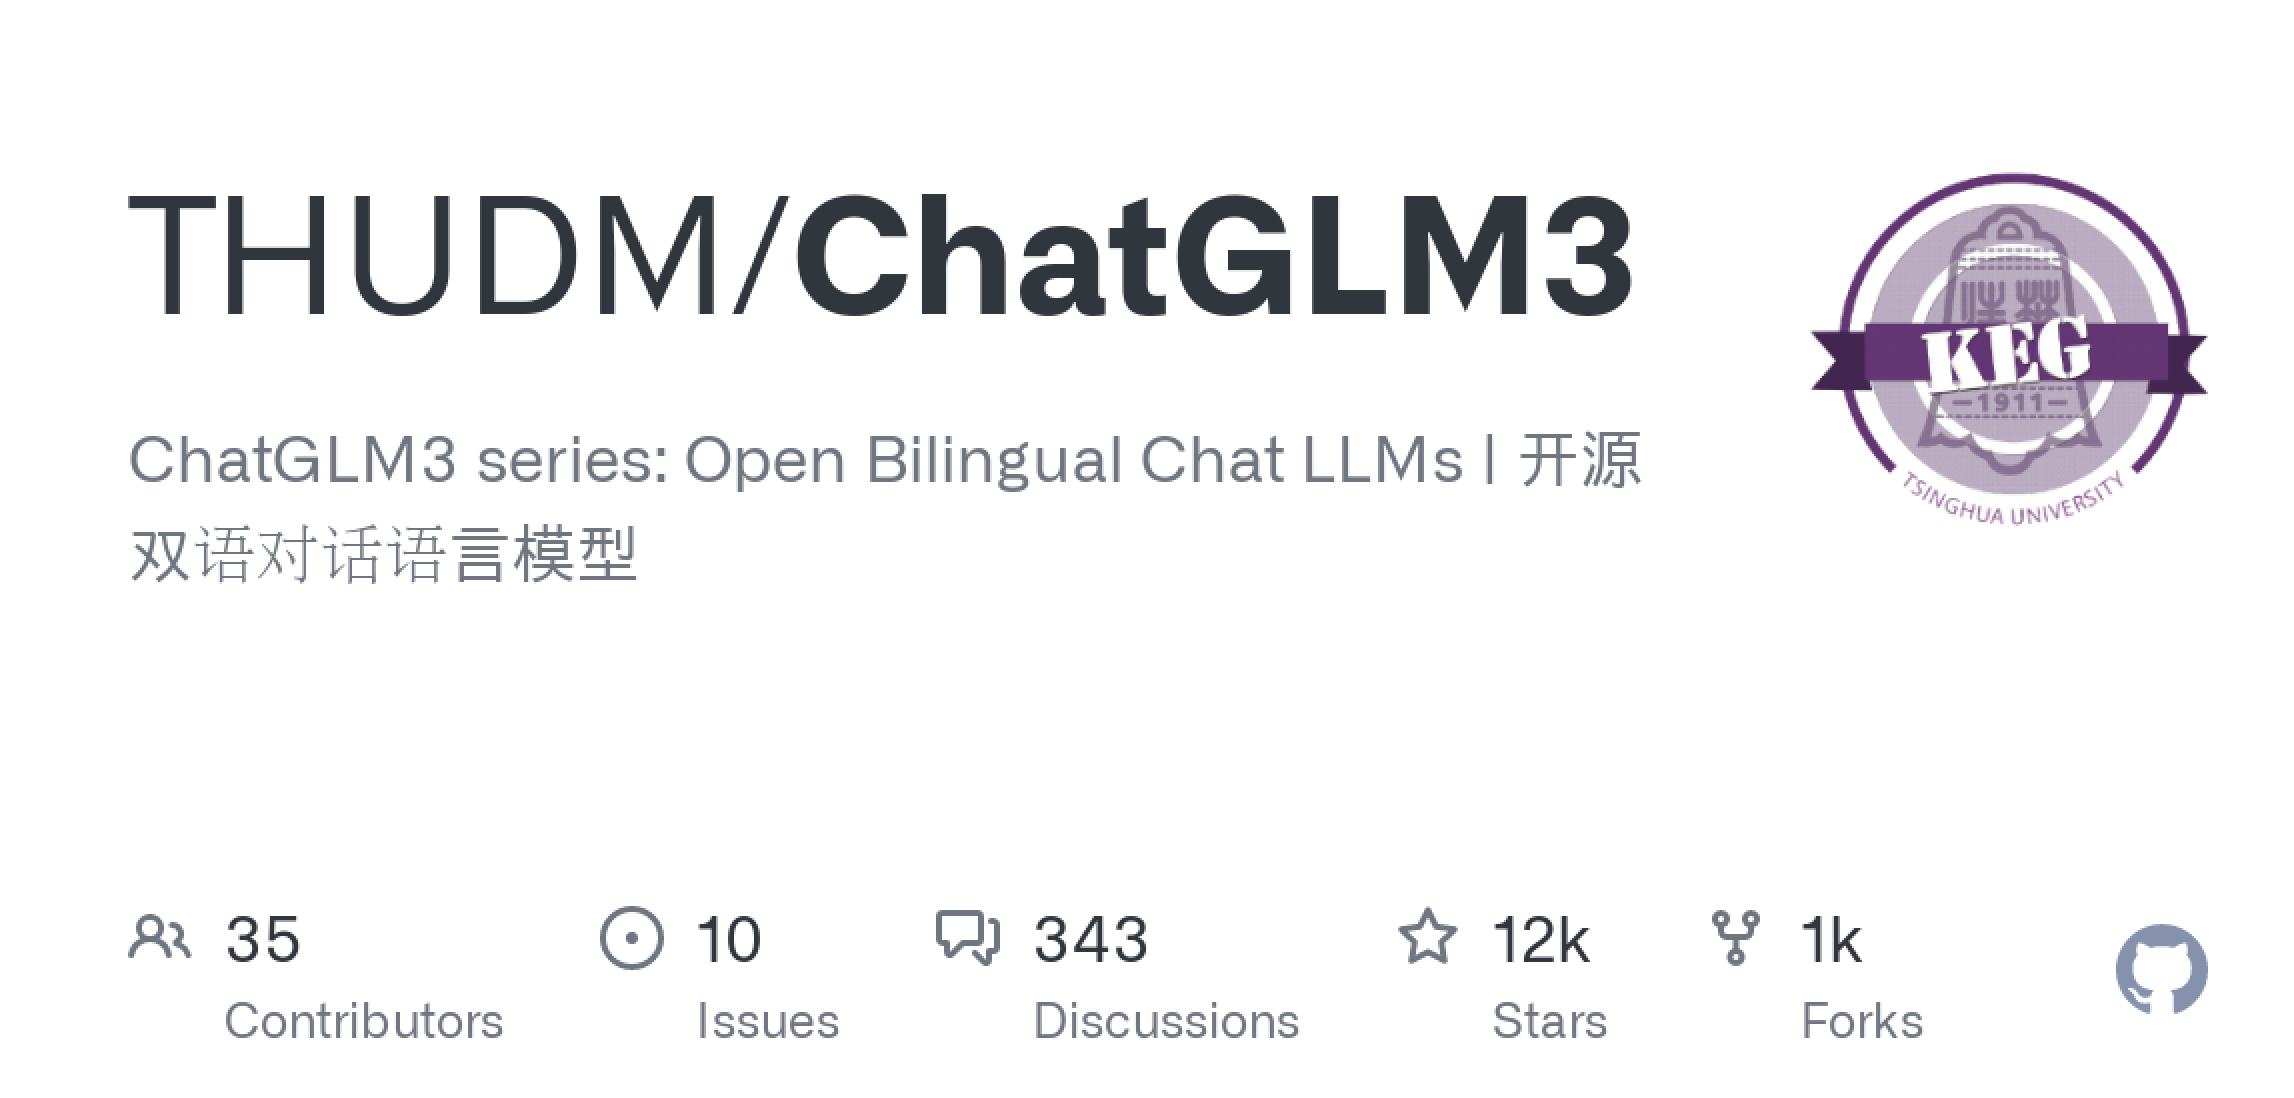 THUDM/ChatGLM3
ChatGLM3 series: Open Bilingual Chat LLMs | 开源
双语对话语言模型
KEG
-1911-
TSINGHUA UNIVERSITY
35
Contributors
10
Issues
343
Discussions
12k
Stars
1k
Forks